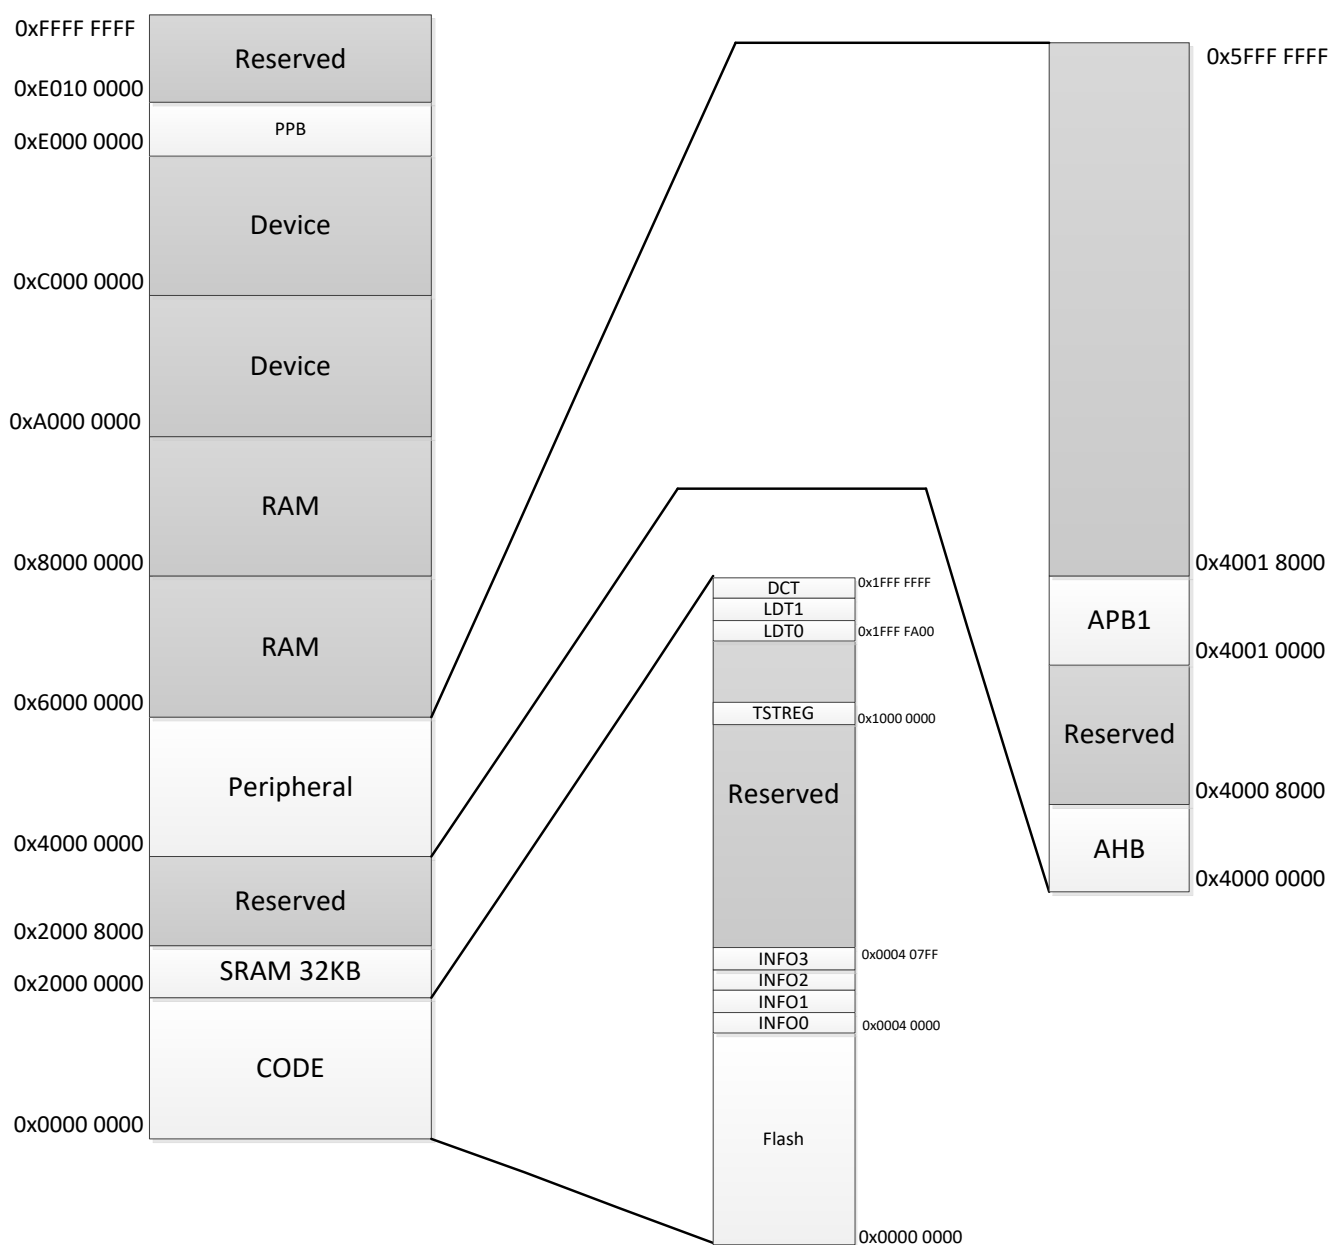 0xFFFF FFFF
Reserved
0xE010 0000
PPB
0xE000 0000
Device
0xC000 0000
Device
0xA000 0000
RAM
0x8000 0000
RAM
0x6000 0000
Peripheral
0x4000 0000
Reserved
0x2000 8000
SRAM 32KB
0x2000 0000
CODE
0x0000 0000
DCT
0x1FFF FFFF
LDT1
LDT0
0x1FFF FA00
TSTREG
0x1000 0000
Reserved
INFO3
0x0004 07FF
INFO2
INFO1
INFO0
0x0004 0000
Flash
0x0000 0000
0x5FFF FFFF
0x4001 8000
APB1
0x4001 0000
Reserved
0x4000 8000
AHB
0x4000 0000